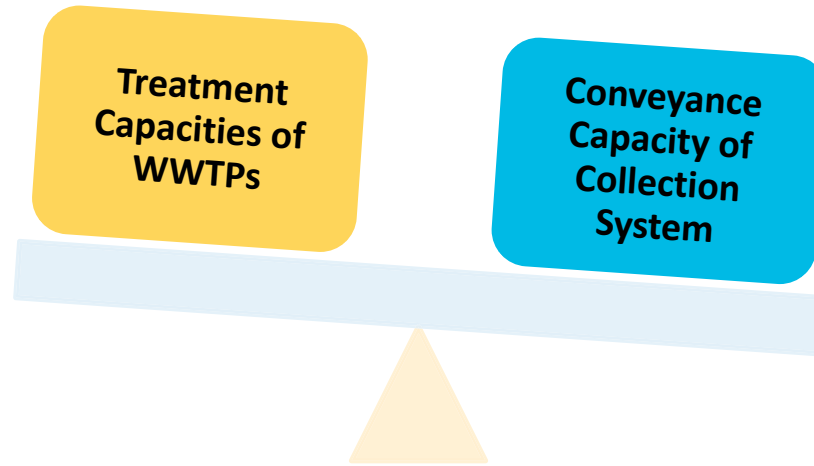 Treatment
Capacities of
WWTPs
Conveyance
Capacity of
Collection
System